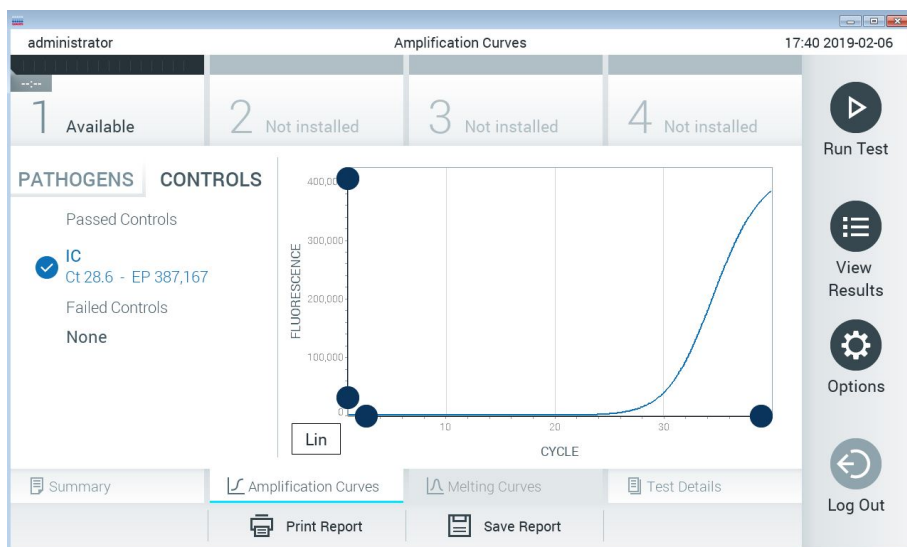 administrator Amplification Curves 17:40 2019-02-06
--:--
1 Available
2 Not installed
3 Not installed
4 Not installed
Run Test
PATHOGENS CONTROLS
Passed Controls
IC
Ct 28.6 - EP 387,167
Failed Controls
None
FLUORESCENCE
300,000
200,000
100,000
0
10 20 30
CYCLE
Lin
View
Results
Options
Log Out
Summary Amplification Curves Melting Curves Test Details
Print Report Save Report